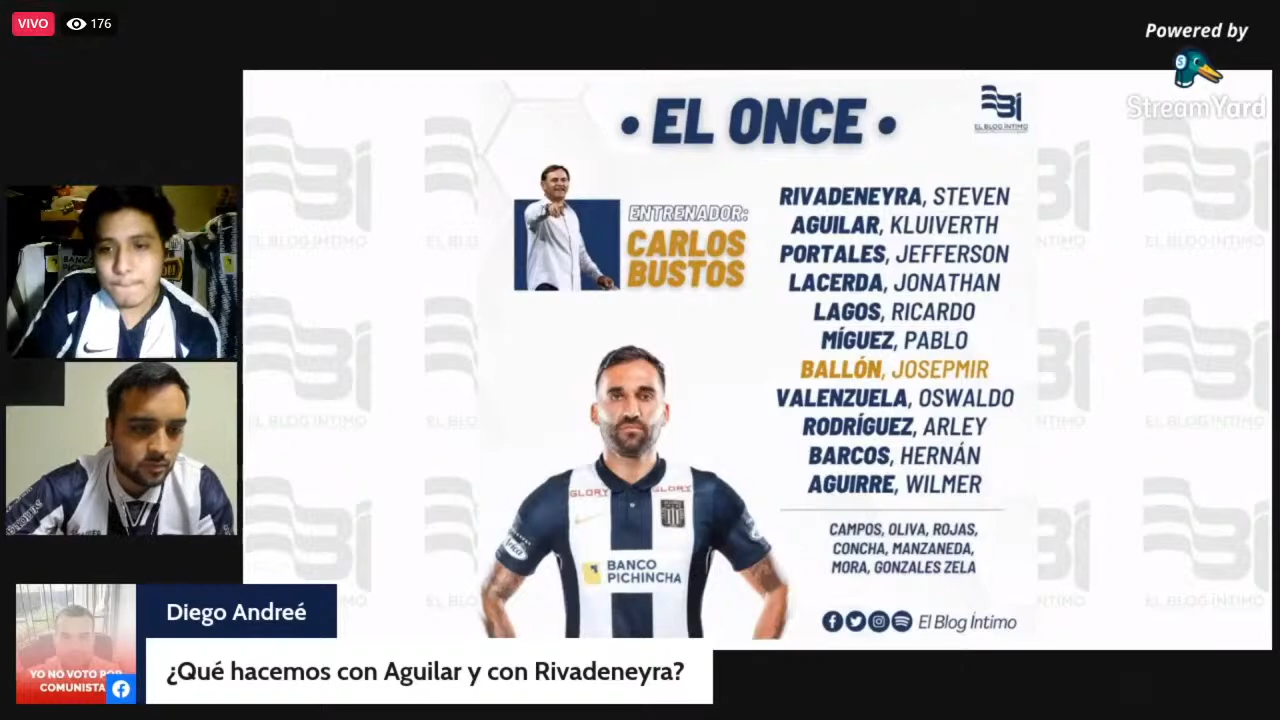 VIVO
176
Powered by
StreamYard
• EL ONCE •
EL BLOG ÍNTIMO
ENTRENADOR:
CARLOS
BUSTOS
RIVADENEYRA, STEVEN
AGUILAR, KLUIVERTH
PORTALES, JEFFERSON
LACERDA, JONATHAN
LAGOS, RICARDO
MÍGUEZ, PABLO
BALLÓN, JOSEPMIR
VALENZUELA, OSWALDO
RODRÍGUEZ, ARLEY
BARCOS, HERNÁN
AGUIRRE, WILMER
CAMPOS, OLIVA, ROJAS,
CONCHA, MANZANEDA,
MORA, GONZALES ZELA
El Blog Íntimo
GLORY
GLORY
BANCO
PICHINCHA
Diego Andreé
¿Qué hacemos con Aguilar y con Rivadeneyra?
YO NO VOTO POR
COMUNISTA